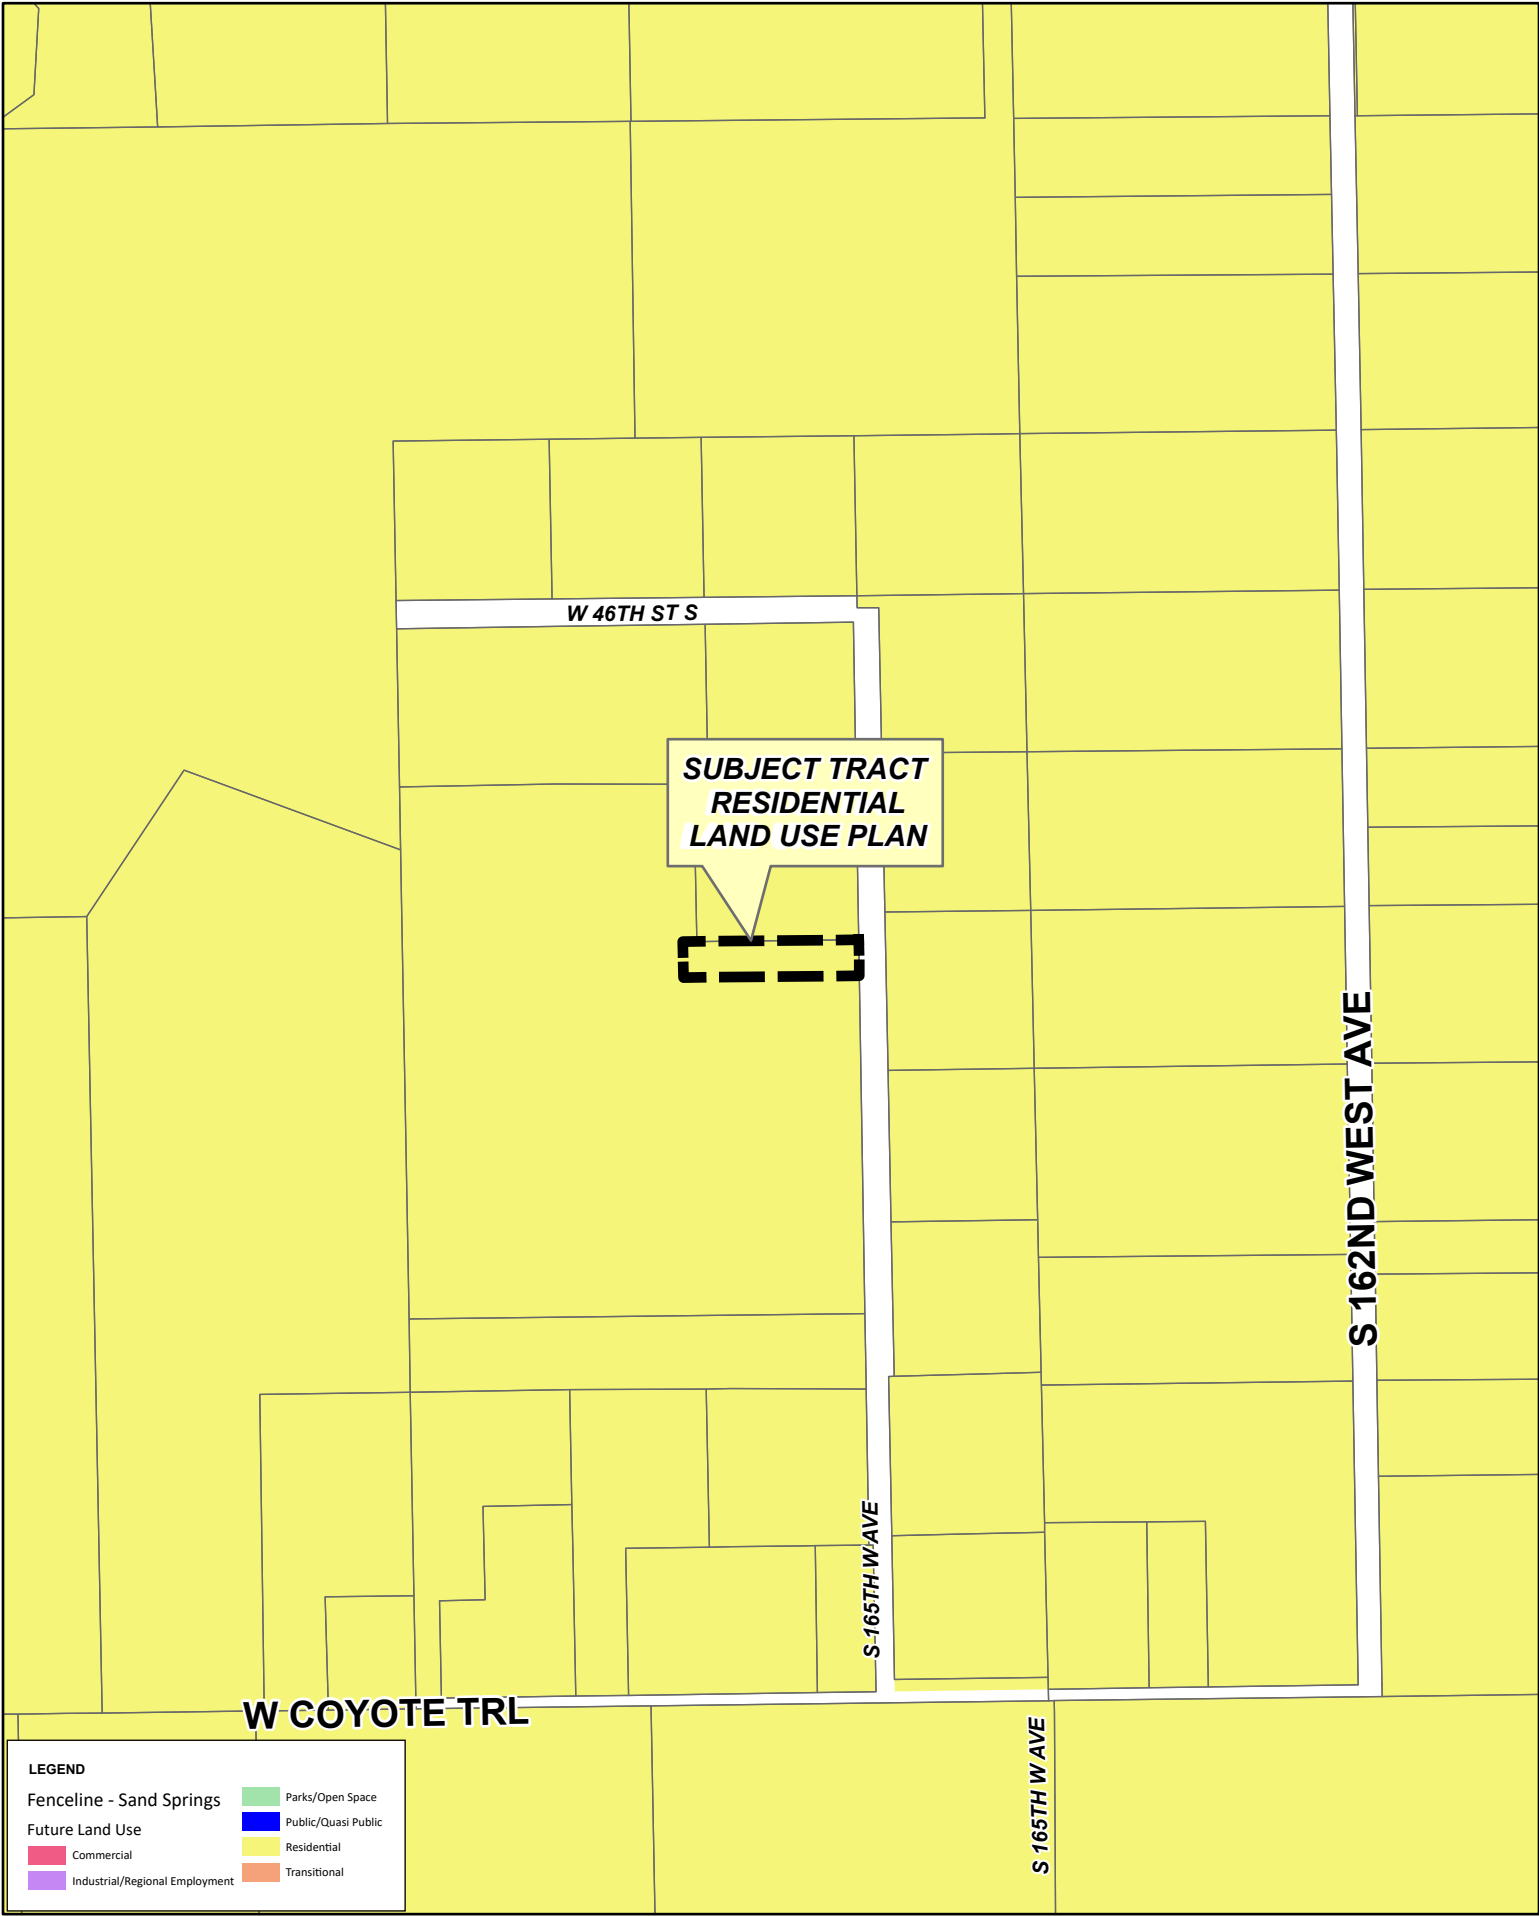 W 46TH ST S
SUBJECT TRACT
RESIDENTIAL
LAND USE PLAN
S 162ND WEST AVE
S 165TH W AVE
W COYOTE TRL
S 165TH W AVE
LEGEND
Fenceline - Sand Springs
Future Land Use
Commercial
Industrial/Regional Employment
Parks/Open Space
Public/Quasi Public
Residential
Transitional